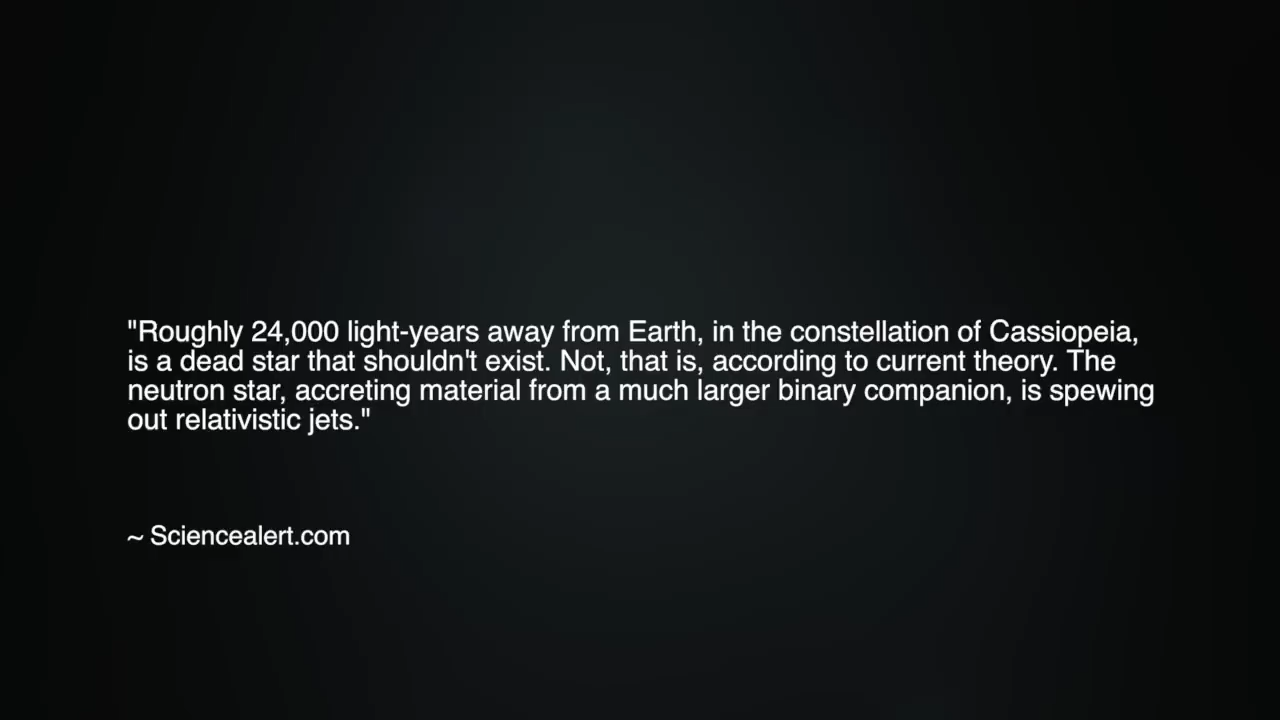 "Roughly 24,000 light-years away from Earth, in the constellation of Cassiopeia,
is a dead star that shouldn't exist. Not, that is, according to current theory. The
neutron star, accreting material from a much larger binary companion, is spewing
out relativistic jets."
~ Sciencealert.com